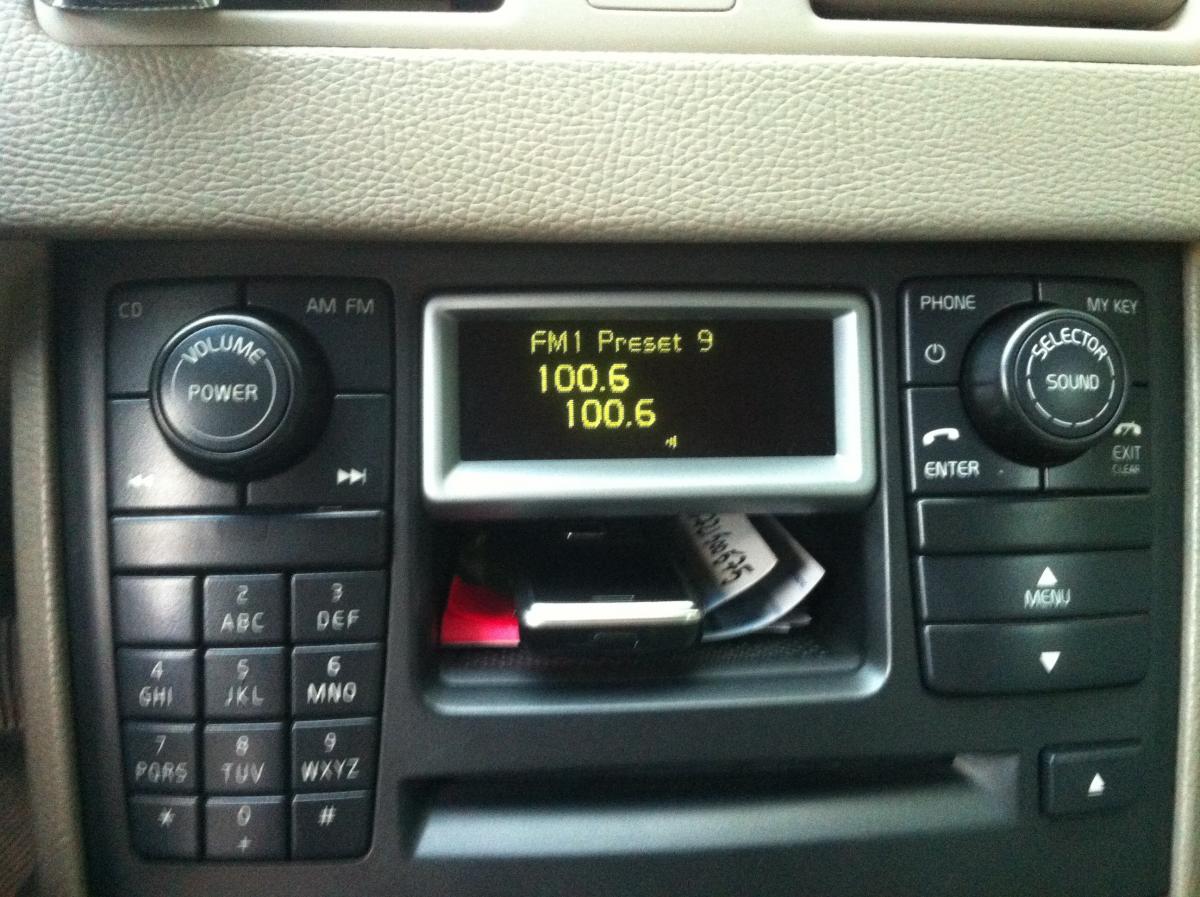 CD
AM FM
VOLUME
POWER
FM1 Preset 9
100.6
100.6
PHONE
MY KEY
SELECTOR
SOUND
ENTER
EXIT
CLEAR
MENU
2
ABC
3
DEF
4
GHI
5
JKL
6
MNO
7
PQRS
8
TUV
9
WXYZ
*
0
+
#